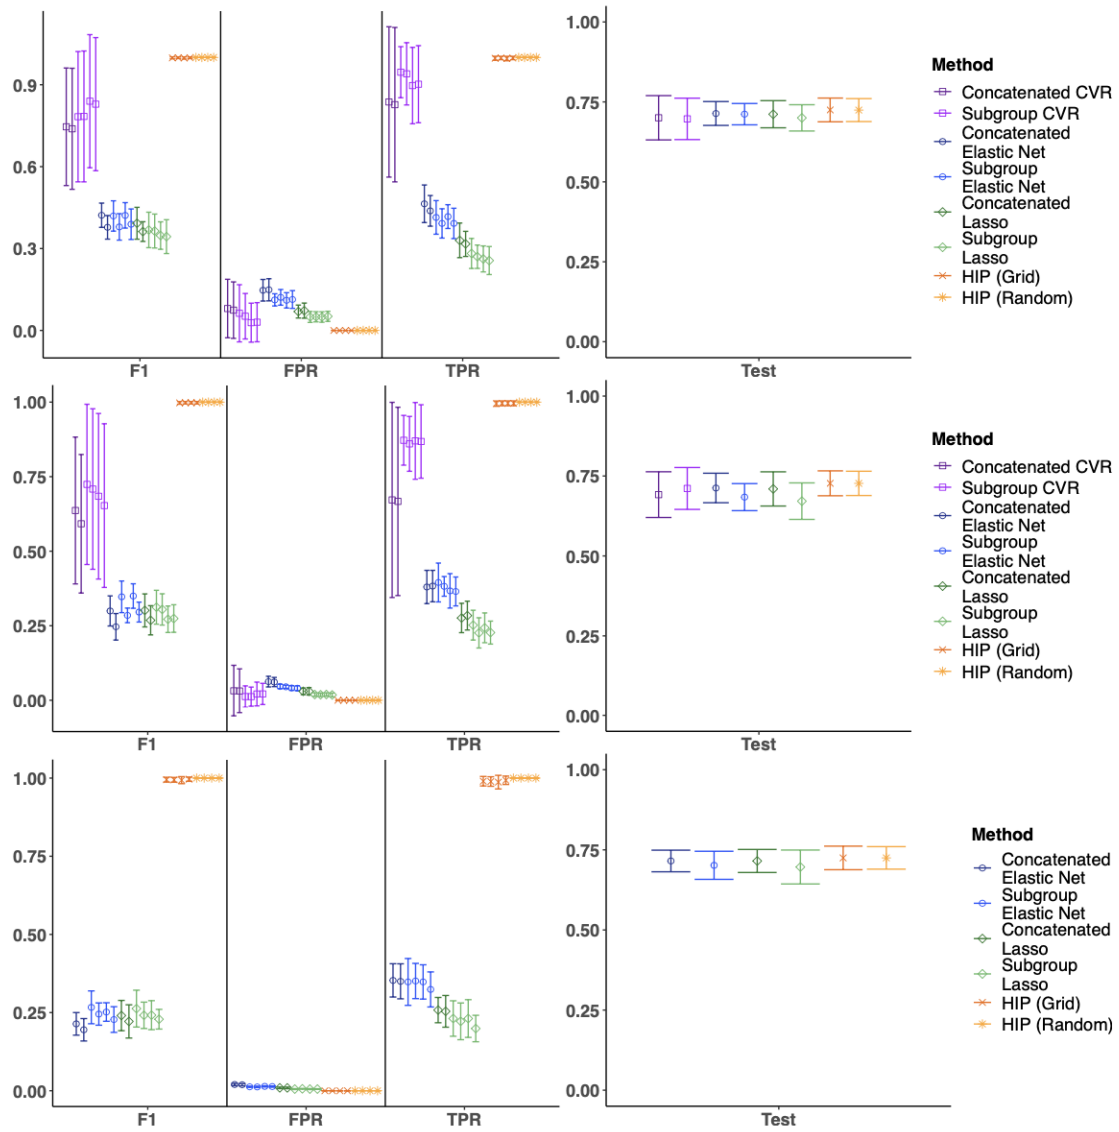 0.9
0.6
0.3
0.0
F1
FPR
TPR
1.00
0.75
0.50
0.25
0.00
Test
Method
Concatenated CVR
Subgroup CVR
Concatenated
Elastic Net
Subgroup
Elastic Net
Concatenated
Lasso
Subgroup
Lasso
HIP (Grid)
HIP (Random)
1.00
0.75
0.50
0.25
0.00
F1
FPR
TPR
1.00
0.75
0.50
0.25
0.00
Test
Method
Concatenated CVR
Subgroup CVR
Concatenated
Elastic Net
Subgroup
Elastic Net
Concatenated
Lasso
Subgroup
Lasso
HIP (Grid)
HIP (Random)
1.00
0.75
0.50
0.25
0.00
F1
FPR
TPR
1.00
0.75
0.50
0.25
0.00
Test
Method
Concatenated
Elastic Net
Subgroup
Elastic Net
Concatenated
Lasso
Subgroup
Lasso
HIP (Grid)
HIP (Random)